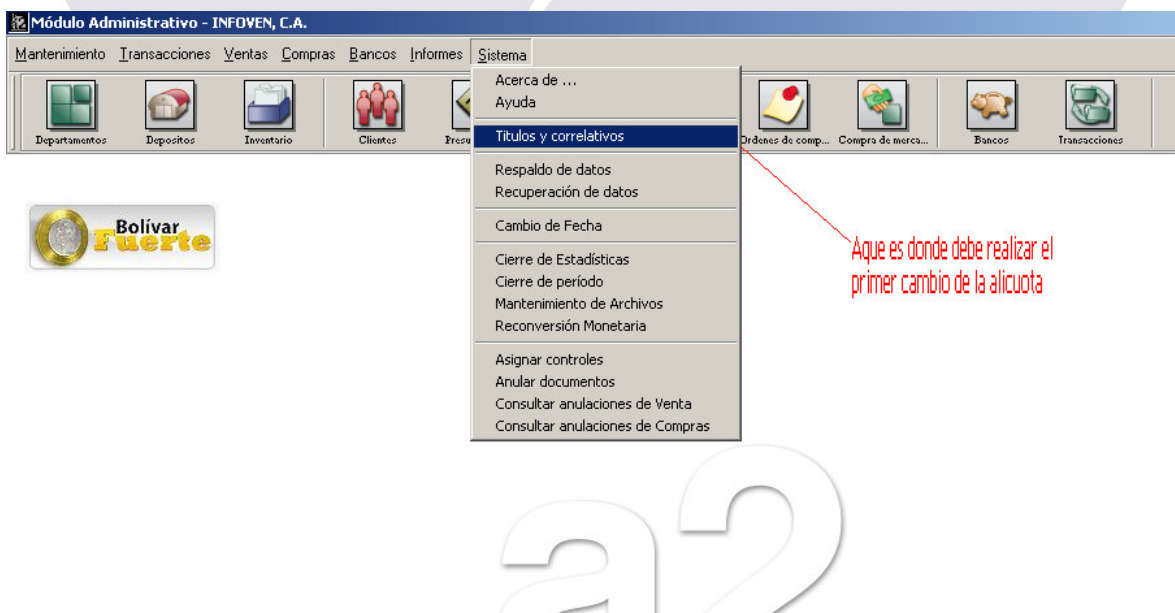 Módulo Administrativo - INFOVEN, C.A.
Mantenimiento Transacciones Ventas Compras Bancos Informes Sistema
Departamentos Depositos Inventario Clientes Ordenes de comp... Compra de merca... Bancos Transacciones
Acerca de ...
Ayuda
Titulos y correlativos
Respaldo de datos
Recuperación de datos
Cambio de Fecha
Cierre de Estadísticas
Cierre de período
Mantenimiento de Archivos
Reconversión Monetaria
Asignar controles
Anular documentos
Consultar anulaciones de Venta
Consultar anulaciones de Compras
Bolívar
Fuerte
Aque es donde debe realizar el
primer cambio de la alicuota
a2